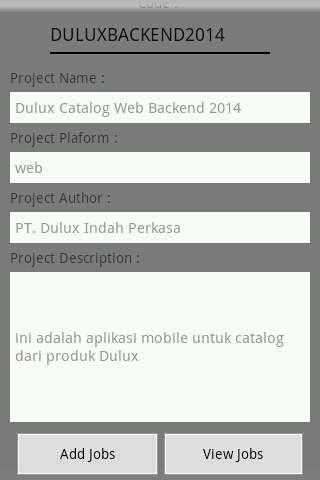 Code :
DULUXBACKEND2014
Project Name :
Dulux Catalog Web Backend 2014
Project Plaform :
web
Project Author :
PT. Dulux Indah Perkasa
Project Description :
ini adalah aplikasi mobile untuk catalog
dari produk Dulux
Add Jobs
View Jobs